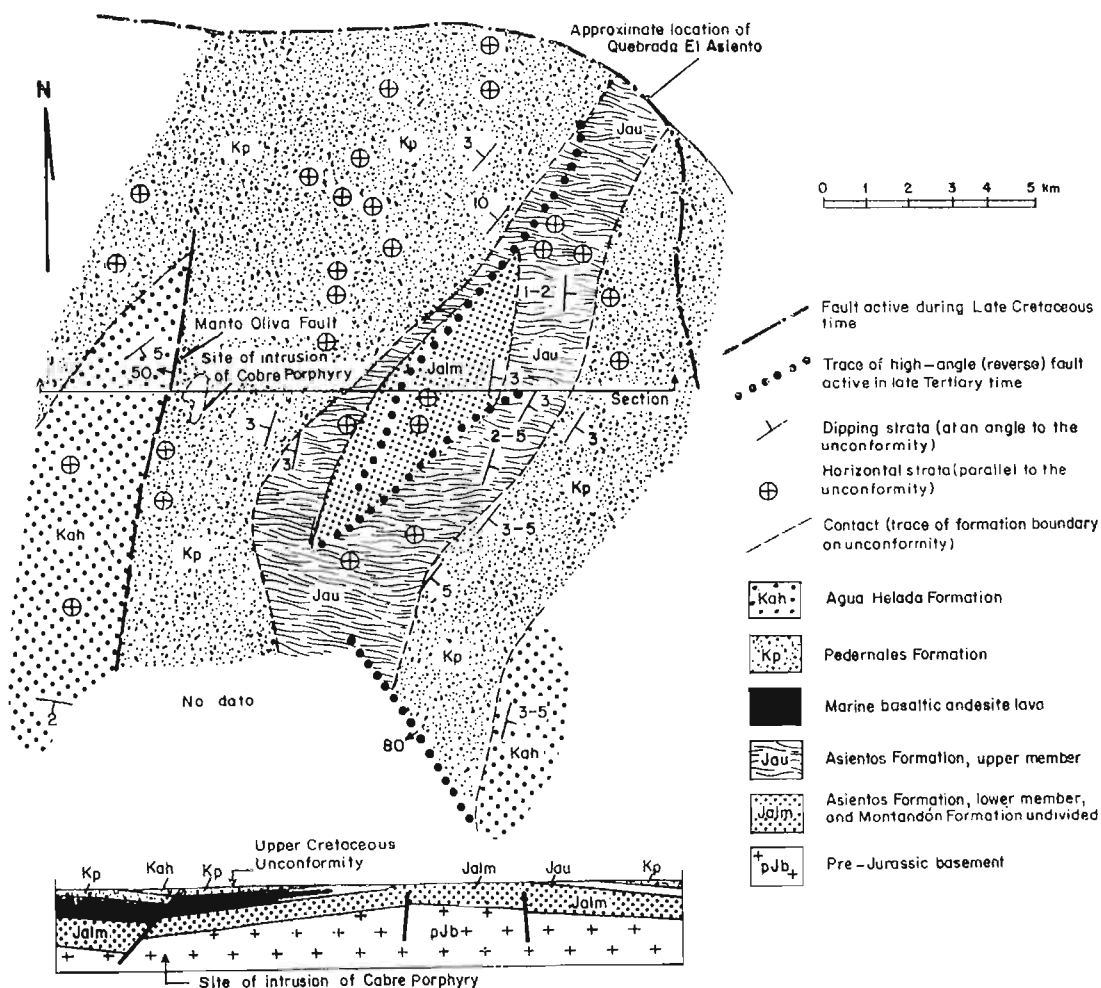 Approximate location of
Quebrada El Asiento
N
Jau
Kp
Kp
3
0 1 2 3 4 5 km
10
1-2
Fault active during Late Cretaceous
time
Manto Oliva Fault
5
50
Site of intrusion
of Cabre Porphyry
Jalm
Jau
Trace of high-angle (reverse) fault
active in late Tertiary time
3
3
Section
3
3
2-5
3
Dipping strata (at an angle to the
unconformity)
Horizontal strata (parallel to the
unconformity)
Kp
Kah
3-5
Contact (trace of formation boundary
on unconformity)
Kp
Jau
5
Kah
Agua Helada Formation
Kp
Kp
Pedernales Formation
No data
2
3-5
Marine basaltic andesite lava
80
Kah
Jau
Asientos Formation, upper member
Jalm
Asientos Formation, lower member,
and Montandón Formation undivided
pJb
Pre-Jurassic basement
Upper Cretaceous
Unconformity
Kp
Kah
Kp
Jalm
Jau
Kp
Jalm
pJb
Jalm
Site of intrusion of Cabre Porphyry